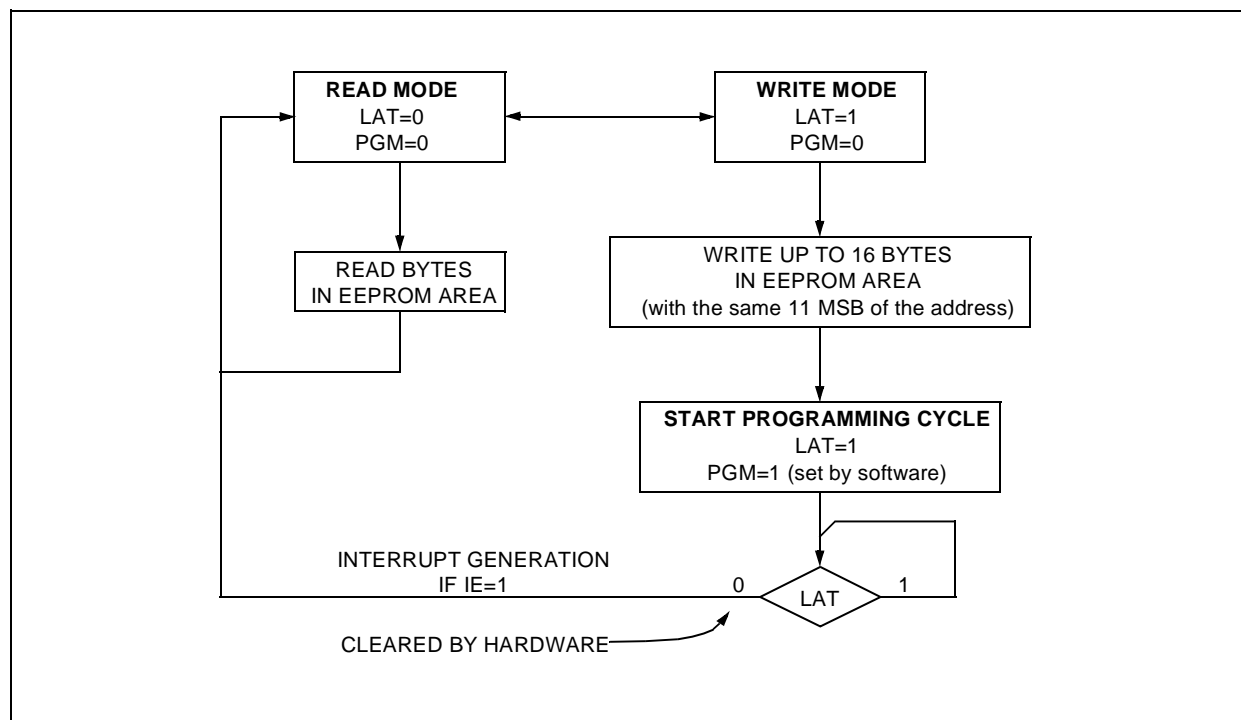 READ MODE
LAT=0
PGM=0
WRITE MODE
LAT=1
PGM=0
READ BYTES
IN EEPROM AREA
WRITE UP TO 16 BYTES
IN EEPROM AREA
(with the same 11 MSB of the address)
START PROGRAMMING CYCLE
LAT=1
PGM=1 (set by software)
INTERRUPT GENERATION
IF IE=1
0
LAT
1
CLEARED BY HARDWARE